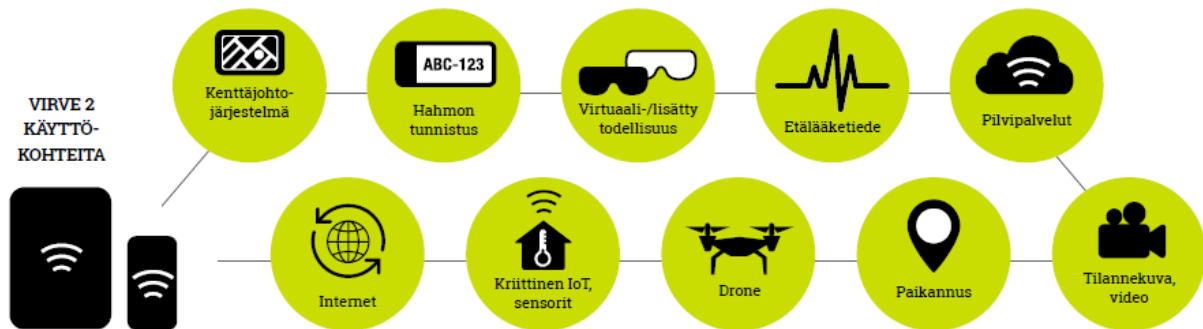 VIRVE 2
KÄYTTÖ-
KOHTEITA
Kenttäjohto-
järjestelmä
ABC-123
Hahmon
tunnistus
Virtuaali-/lisätty
todellisuus
Etälääketiede
Pilvipalvelut
Internet
Kriittinen IoT,
sensorit
Drone
Paikannus
Tilannekuva,
video